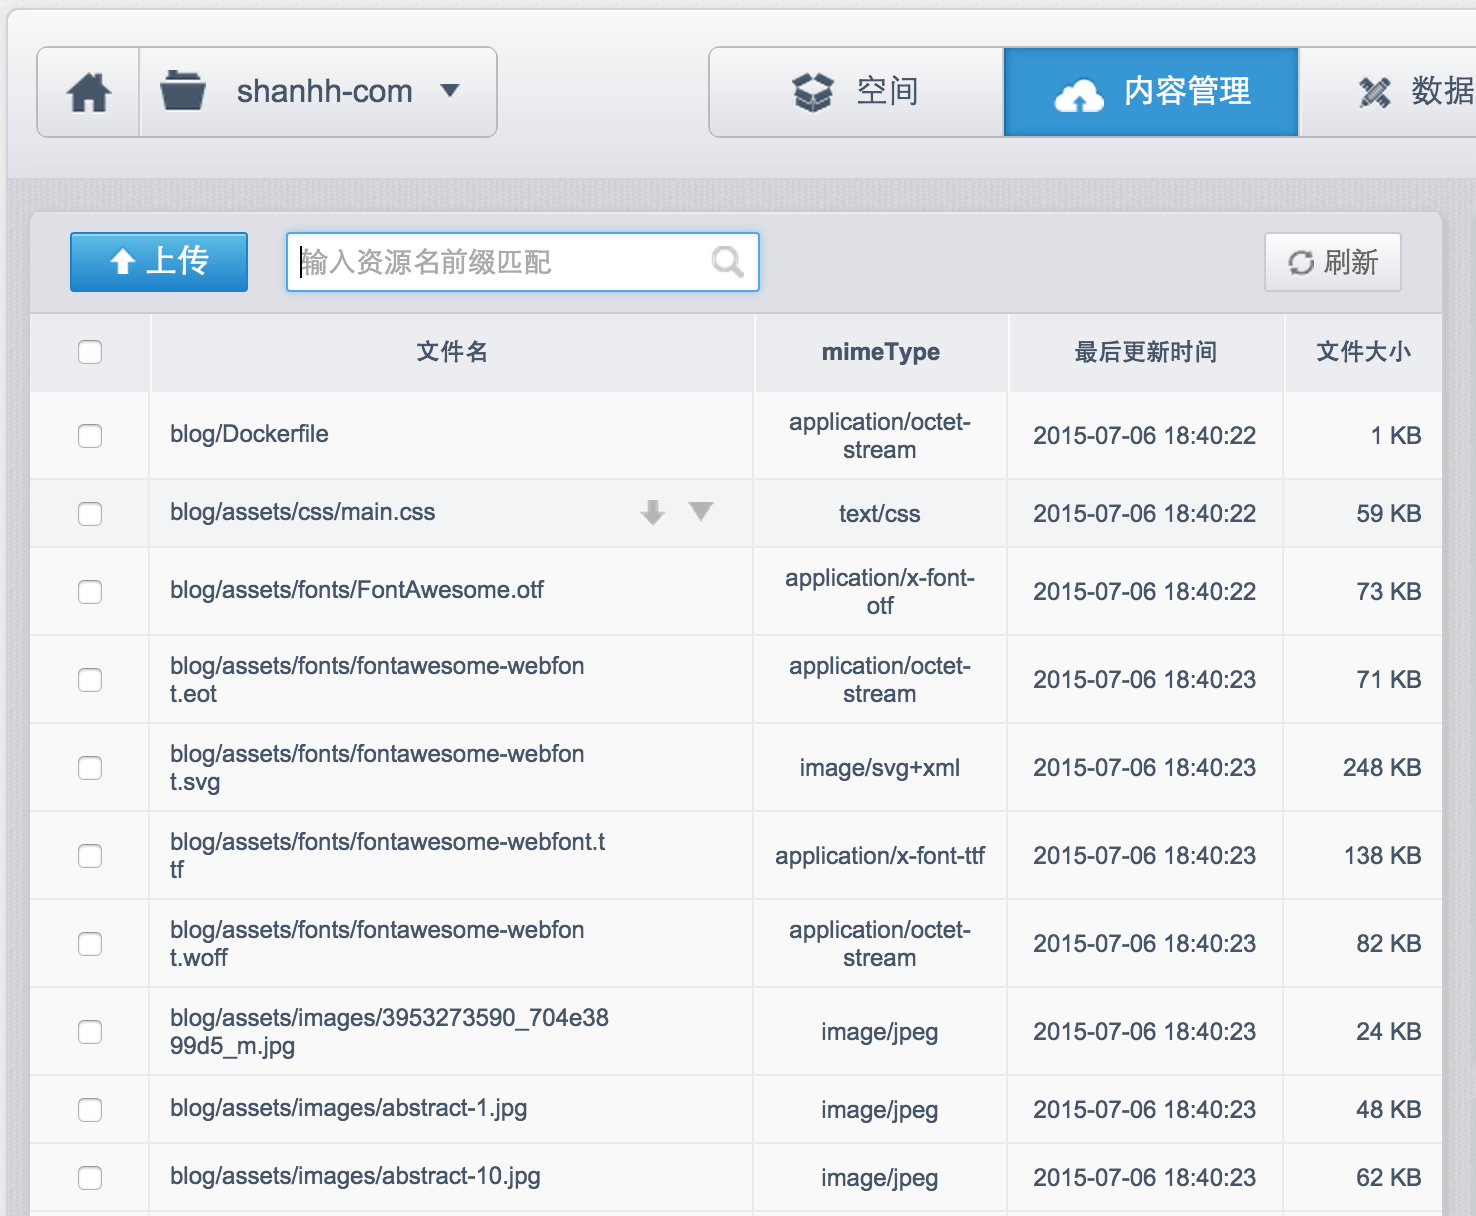 shanhh-com
空间
内容管理
数据
上传
输入资源名前缀匹配
刷新
文件名
mimeType
最后更新时间
文件大小
blog/Dockerfile
application/octet-
stream
2015-07-06 18:40:22
1 KB
blog/assets/css/main.css
text/css
2015-07-06 18:40:22
59 KB
blog/assets/fonts/FontAwesome.otf
application/x-font-
otf
2015-07-06 18:40:22
73 KB
blog/assets/fonts/fontawesome-webfon
t.eot
application/octet-
stream
2015-07-06 18:40:23
71 KB
blog/assets/fonts/fontawesome-webfon
t.svg
image/svg+xml
2015-07-06 18:40:23
248 KB
blog/assets/fonts/fontawesome-webfont.t
tf
application/x-font-ttf
2015-07-06 18:40:23
138 KB
blog/assets/fonts/fontawesome-webfon
t.woff
application/octet-
stream
2015-07-06 18:40:23
82 KB
blog/assets/images/3953273590_704e38
99d5_m.jpg
image/jpeg
2015-07-06 18:40:23
24 KB
blog/assets/images/abstract-1.jpg
image/jpeg
2015-07-06 18:40:23
48 KB
blog/assets/images/abstract-10.jpg
image/jpeg
2015-07-06 18:40:23
62 KB